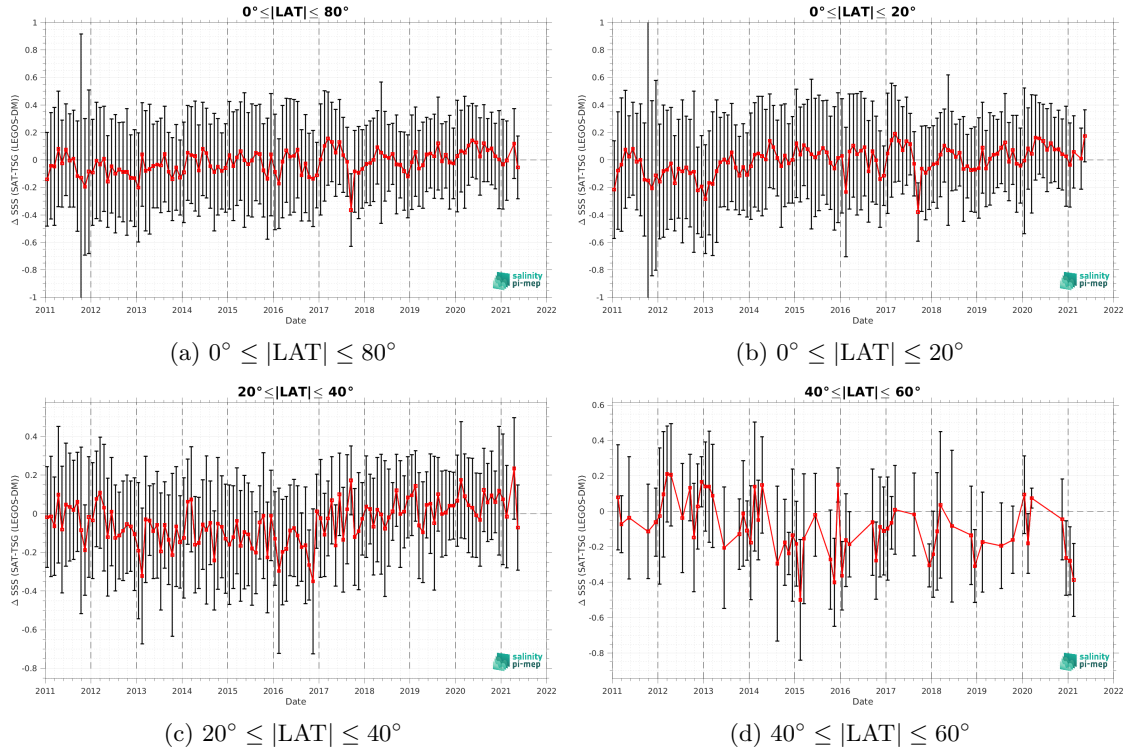 0°≤|LAT|≤ 80°
Δ SSS (SAT-TSG (LEGOS-DM))
1
0.8
0.6
0.4
0.2
0
-0.2
-0.4
-0.6
-0.8
-1
2011 2012 2013 2014 2015 2016 2017 2018 2019 2020 2021 2022
Date
salinity
pi-mep
(a) 0° ≤ |LAT| ≤ 80°
0°≤|LAT|≤ 20°
Δ SSS (SAT-TSG (LEGOS-DM))
1
0.8
0.6
0.4
0.2
0
-0.2
-0.4
-0.6
-0.8
-1
2011 2012 2013 2014 2015 2016 2017 2018 2019 2020 2021 2022
Date
salinity
pi-mep
(b) 0° ≤ |LAT| ≤ 20°
20°≤|LAT|≤ 40°
Δ SSS (SAT-TSG (LEGOS-DM))
0.4
0.2
0
-0.2
-0.4
-0.6
-0.8
2011 2012 2013 2014 2015 2016 2017 2018 2019 2020 2021 2022
Date
salinity
pi-mep
(c) 20° ≤ |LAT| ≤ 40°
40°≤|LAT|≤ 60°
Δ SSS (SAT-TSG (LEGOS-DM))
0.6
0.4
0.2
0
-0.2
-0.4
-0.6
-0.8
2011 2012 2013 2014 2015 2016 2017 2018 2019 2020 2021 2022
Date
salinity
pi-mep
(d) 40° ≤ |LAT| ≤ 60°